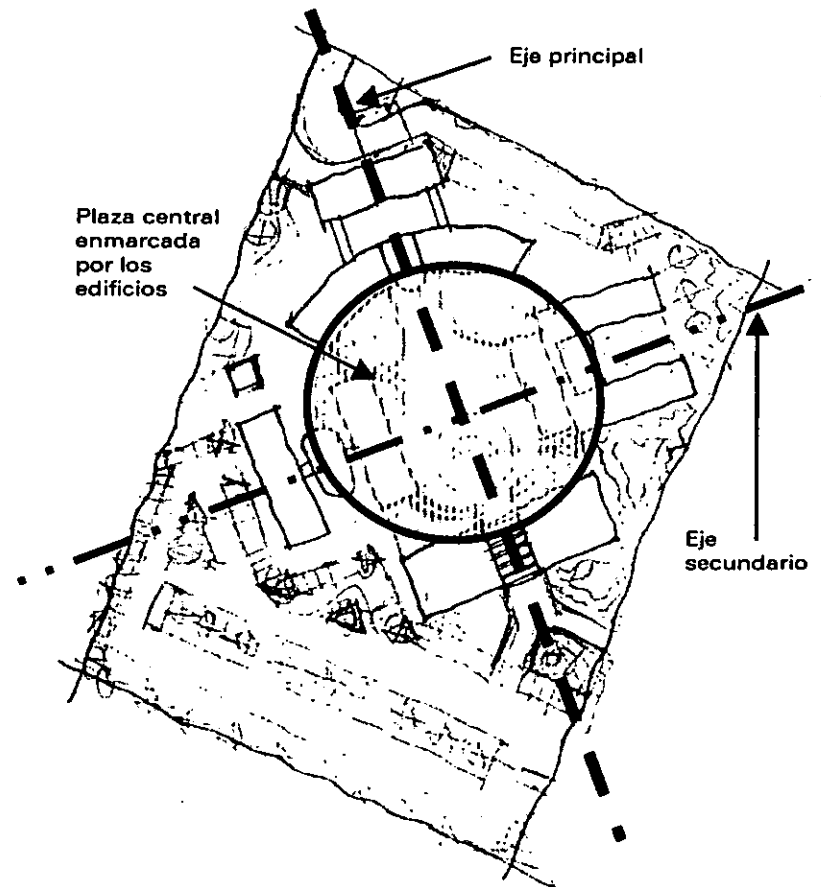 Eje principal
Plaza central
enmarcada
por los
edificios
Eje
secundario